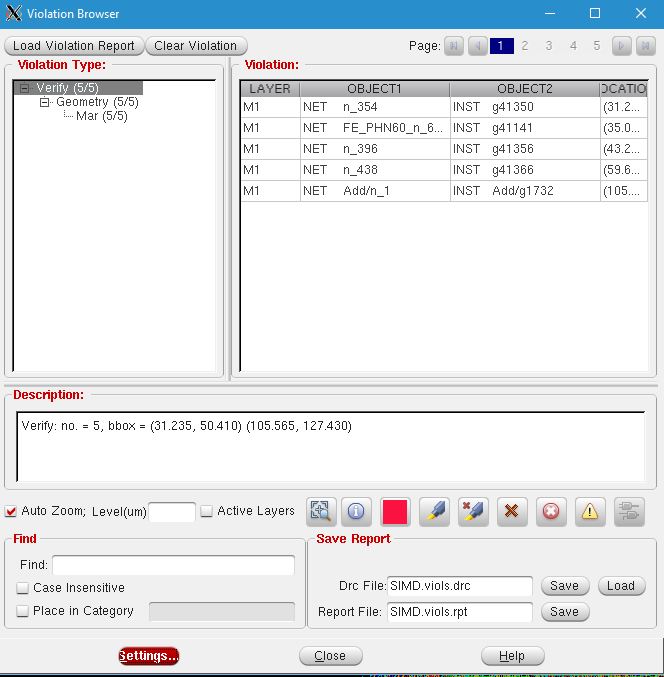 Violation Browser
Load Violation Report Clear Violation Page: 1 2 3 4 5
Violation Type:
Verify (5/5)
Geometry (5/5)
Mar (5/5)
Violation:
LAYER OBJECT1 OBJECT2 OCATIO
M1 NET n_354 INST g41350 (31.2...
M1 NET FE_PHN60_n_6... INST g41141 (35.0...
M1 NET n_396 INST g41356 (43.2...
M1 NET n_438 INST g41366 (59.6...
M1 NET Add/n_1 INST Add/g1732 (105....
Description:
Verify: no. = 5, bbox = (31.235, 50.410) (105.565, 127.430)
Auto Zoom; Level(um) Active Layers
Find
Find:
Case Insensitive
Place in Category
Save Report
Drc File: SIMD.viols.drc Save Load
Report File: SIMD.viols.rpt Save
Settings... Close Help